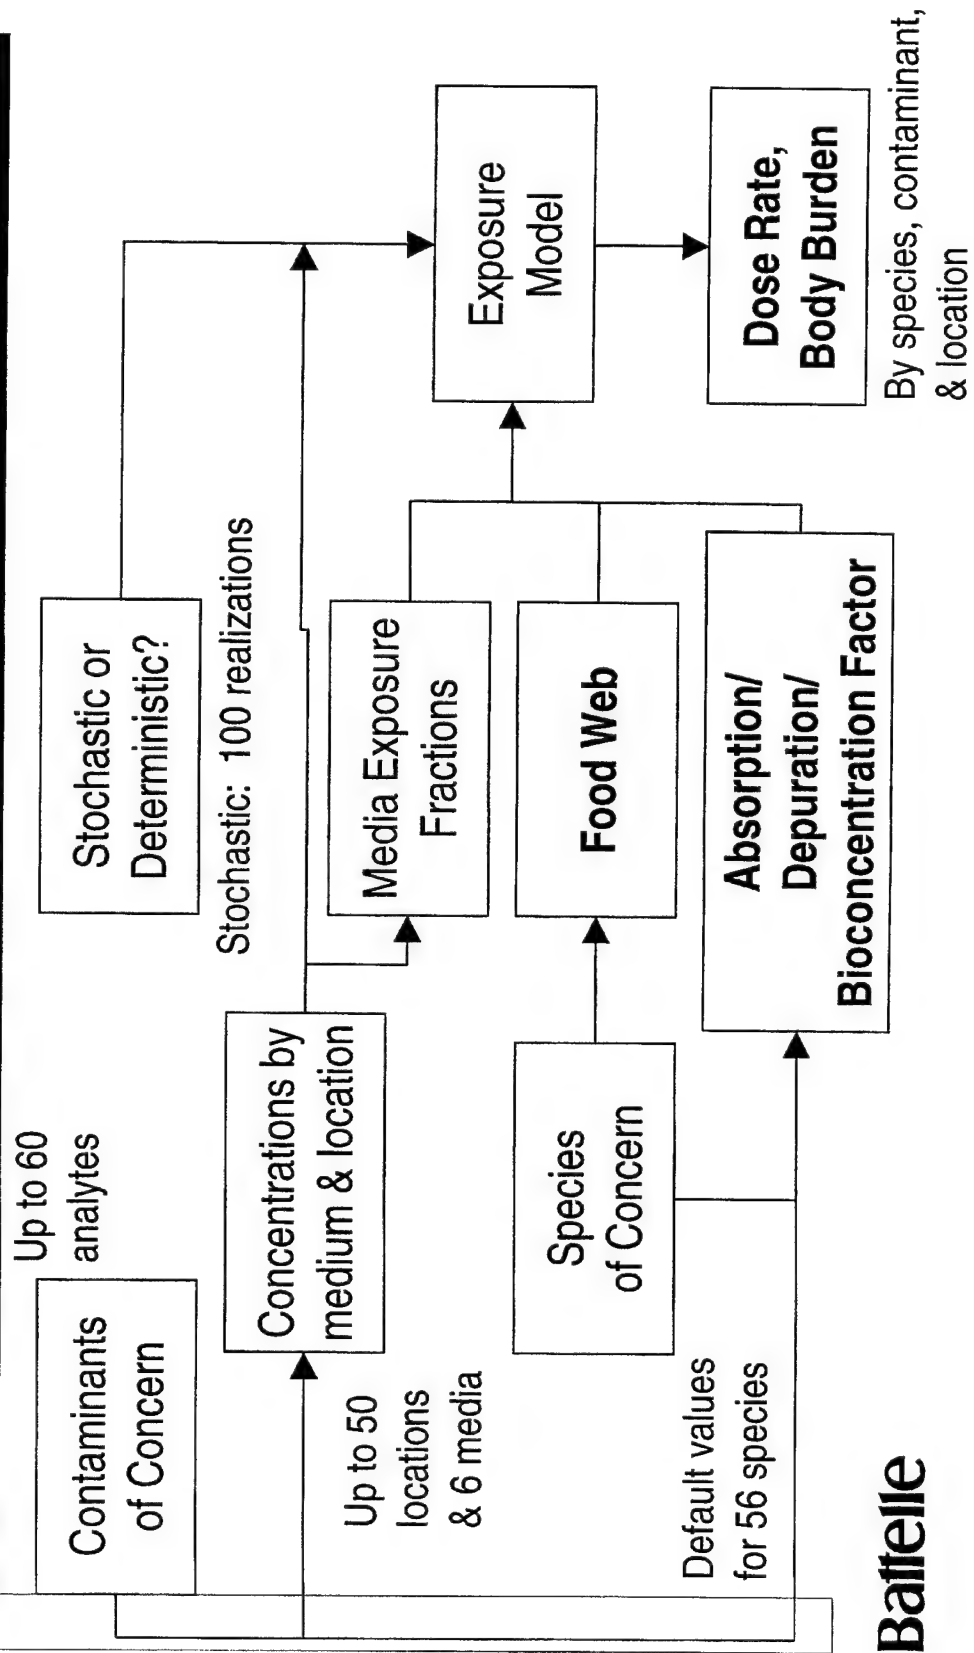 Contaminants
of Concern
Up to 60
analytes
Stochastic or
Deterministic?
Stochastic: 100 realizations
Concentrations by
medium & location
Up to 50
locations
& 6 media
Media Exposure
Fractions
Exposure
Model
Species
of Concern
Food Web
Default values
for 56 species
Absorption/
Depuration/
Bioconcentration Factor
Dose Rate,
Body Burden
By species, contaminant,
& location
Battelle